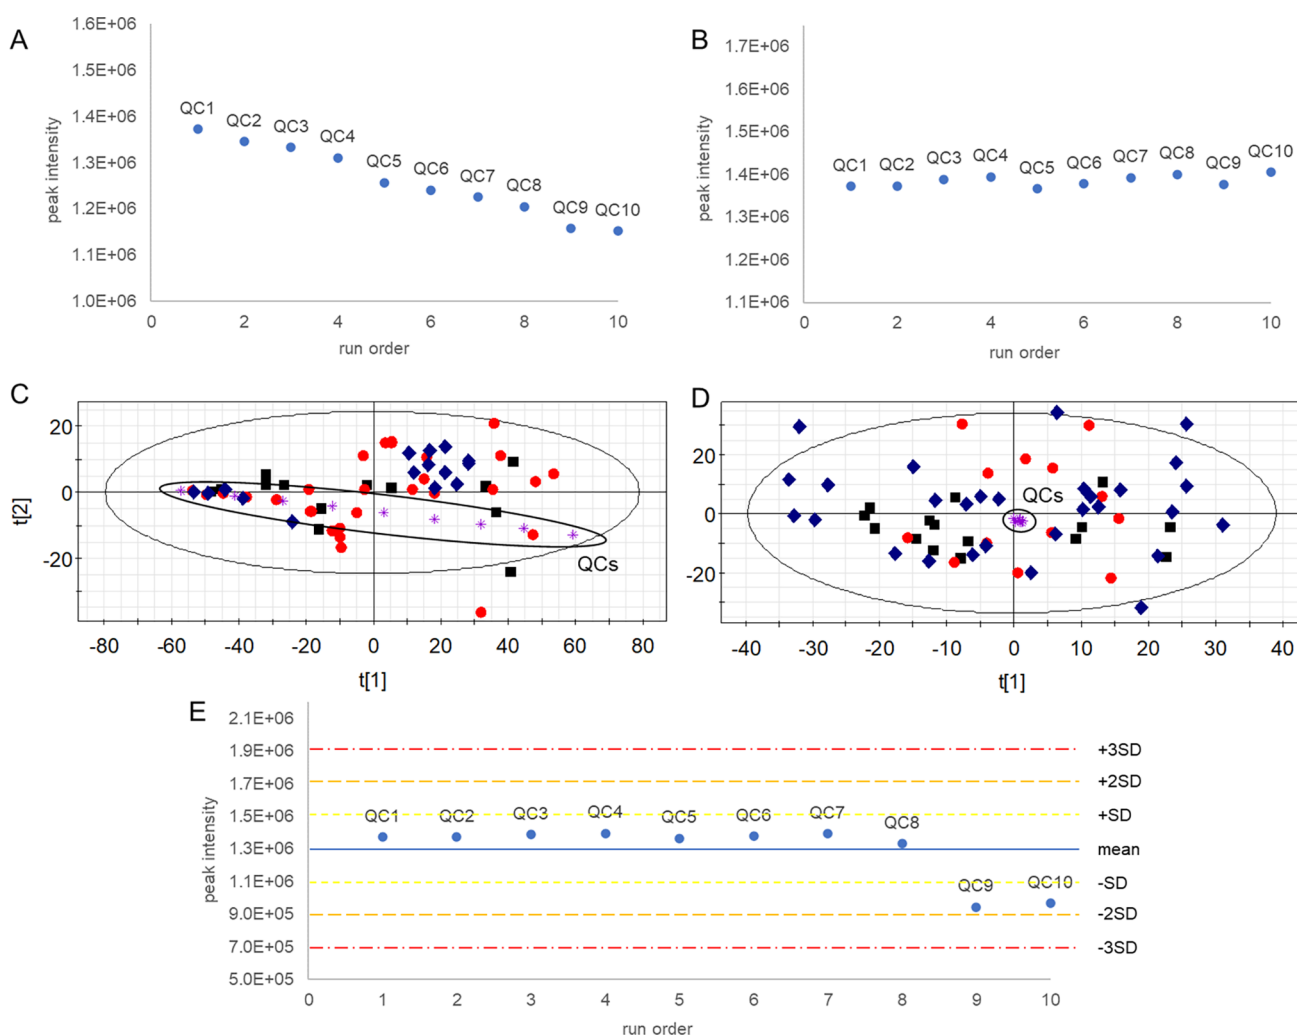 A
peak intensity
1.6E+06
1.5E+06
1.4E+06
1.3E+06
1.2E+06
1.1E+06
1.0E+06
QC1
QC2
QC3
QC4
QC5
QC6
QC7
QC8
QC9
QC10
0 2 4 6 8 10
run order
B
peak intensity
1.7E+06
1.6E+06
1.5E+06
1.4E+06
1.3E+06
1.2E+06
1.1E+06
QC1
QC2
QC3
QC4
QC5
QC6
QC7
QC8
QC9
QC10
0 2 4 6 8 10
run order
C
t[2]
20
0
-20
QCs
-80 -60 -40 -20 0 20 40 60 80
t[1]
D
20
0
-20
QCs
-40 -30 -20 -10 0 10 20 30 40
t[1]
E
peak intensity
2.1E+06
1.9E+06
1.7E+06
1.5E+06
1.3E+06
1.1E+06
9.0E+05
7.0E+05
5.0E+05
QC1
QC2
QC3
QC4
QC5
QC6
QC7
QC8
QC9
QC10
+3SD
+2SD
+SD
mean
-SD
-2SD
-3SD
0 1 2 3 4 5 6 7 8 9 10
run order